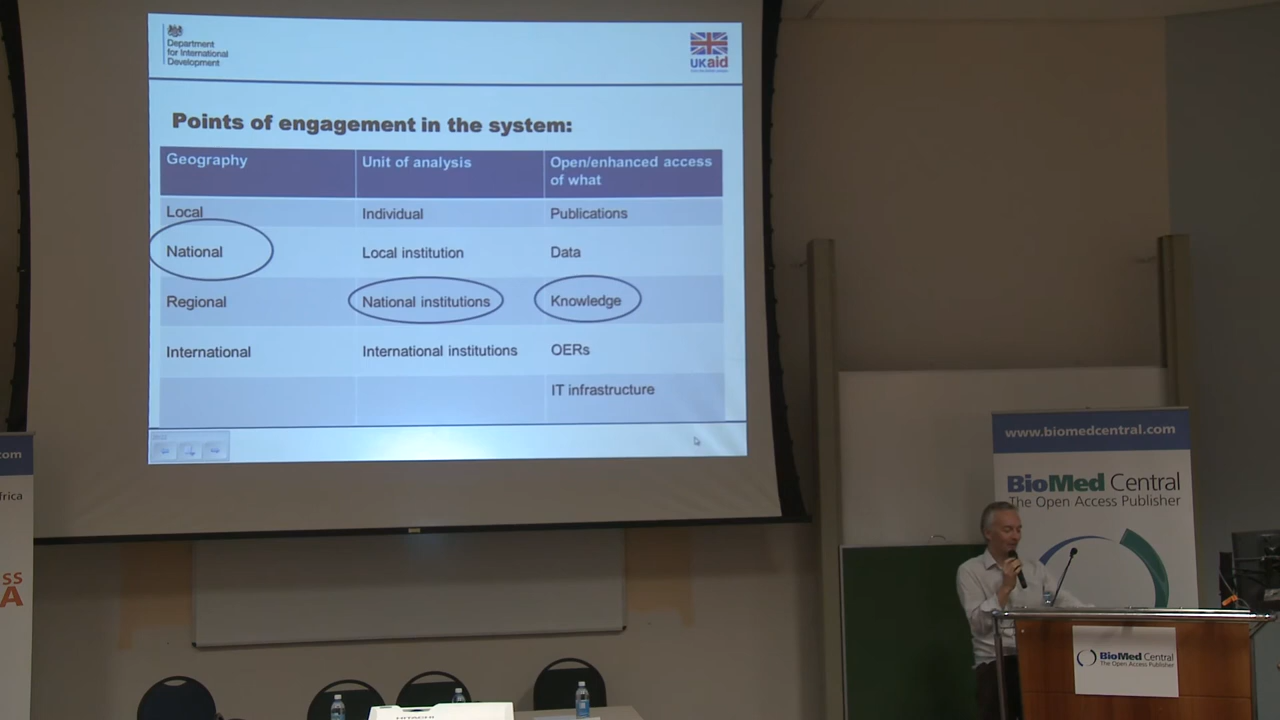 Department
for International
Development
UKaid
Points of engagement in the system:
Geography
Unit of analysis
Open/enhanced access
of what
Local
Individual
Publications
National
Local institution
Data
Regional
National institutions
Knowledge
International
International institutions
OERs
IT infrastructure
www.biomedcentral.com
BioMed Central
The Open Access Publisher
BioMed Central
The Open Access Publisher
com
frica
ss
A
HITACHI